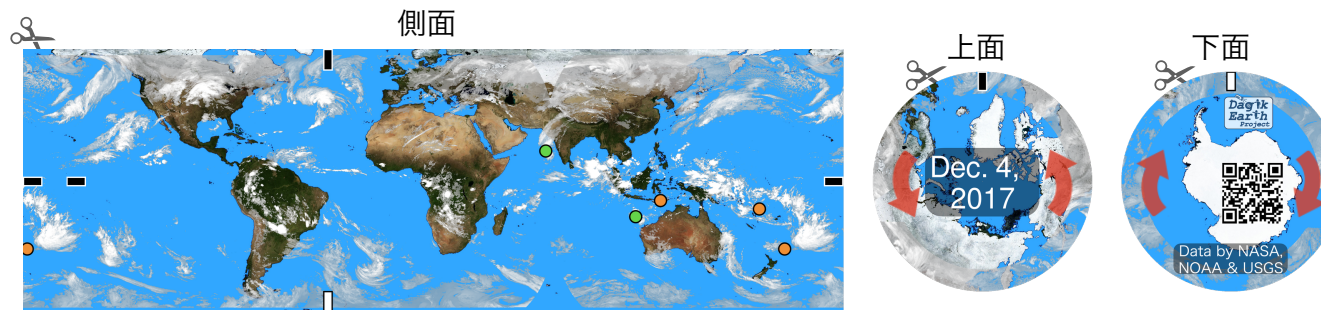 側面
上面
下面
Dec. 4,
2017
Dagik
Earth
Project
Data by NASA,
NOAA & USGS